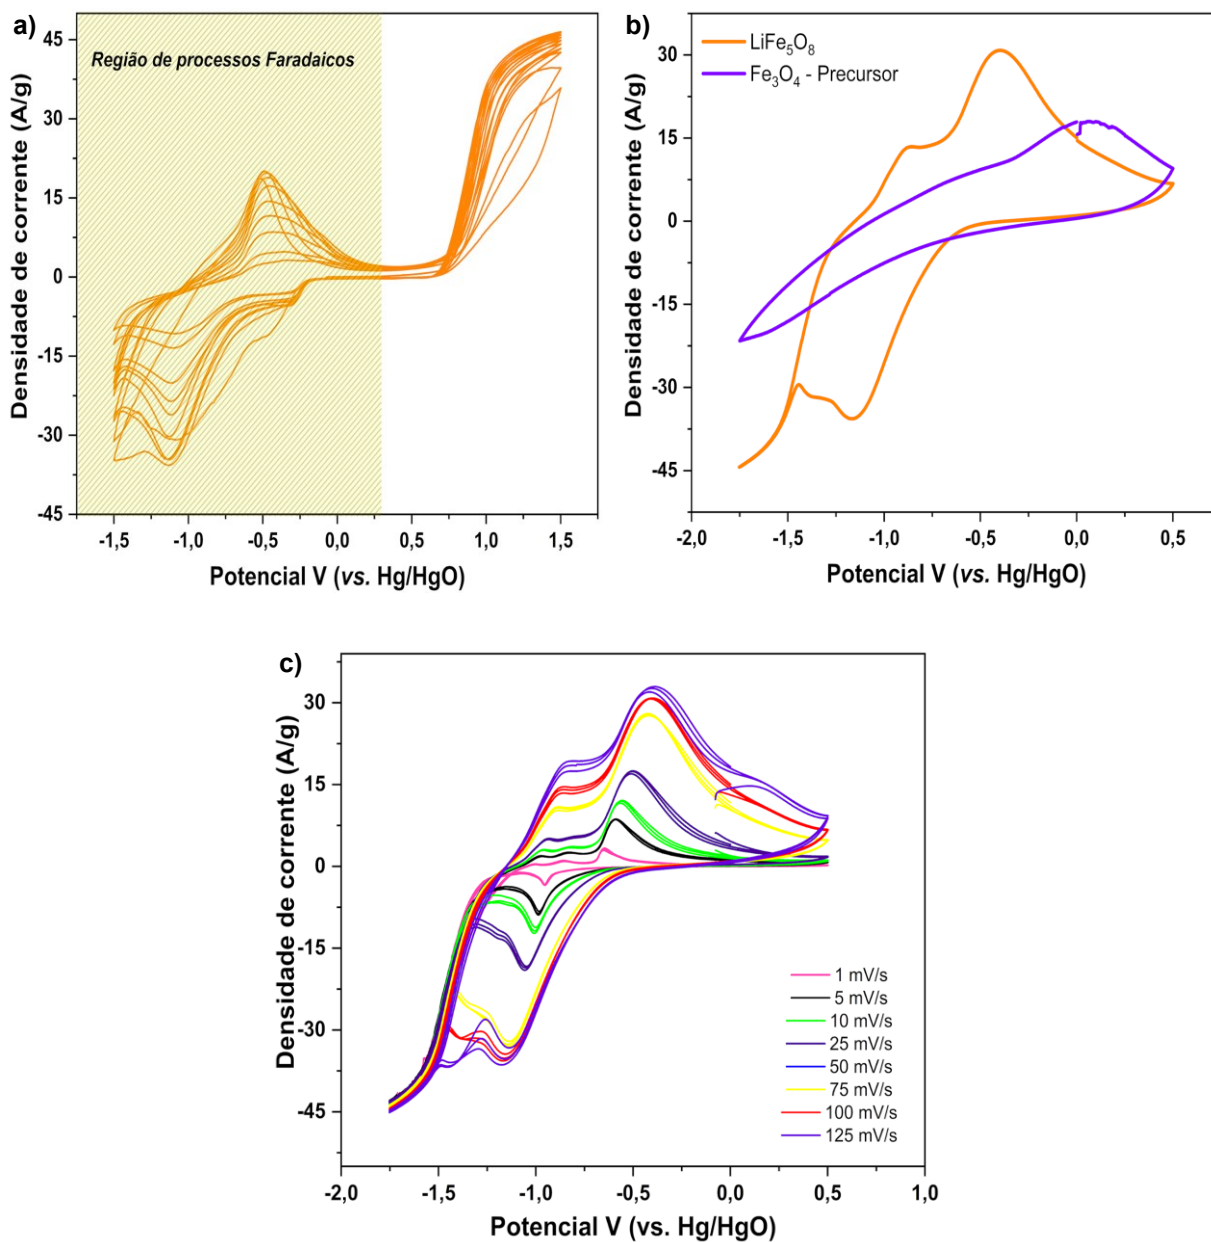 a)
Região de processos Faradaicos
Densidade de corrente (A/g)
45
30
15
0
-15
-30
-45
-1,5 -1,0 -0,5 0,0 0,5 1,0 1,5
Potencial V (vs. Hg/HgO)
b)
LiFe₅O₈
Fe₃O₄ - Precursor
Densidade de corrente (A/g)
30
15
0
-15
-30
-45
-2,0 -1,5 -1,0 -0,5 0,0 0,5
Potencial V (vs. Hg/HgO)
c)
Densidade de corrente (A/g)
30
15
0
-15
-30
-45
1 mV/s
5 mV/s
10 mV/s
25 mV/s
50 mV/s
75 mV/s
100 mV/s
125 mV/s
-2,0 -1,5 -1,0 -0,5 0,0 0,5 1,0
Potencial V (vs. Hg/HgO)